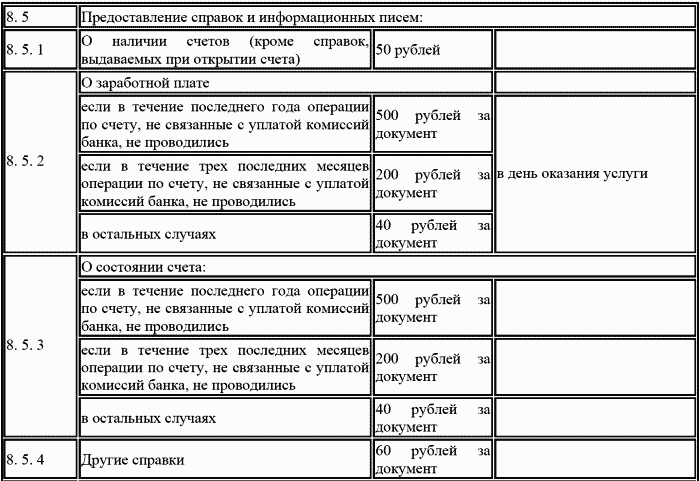 8. 5 Предоставление справок и информационных писем:
8. 5. 1 О наличии счетов (кроме справок, 50 рублей
выдаваемых при открытии счета)
8. 5. 2 О заработной плате
если в течение последнего года операции
по счету, не связанные с уплатой комиссий
банка, не проводились
500 рублей за
документ
если в течение трех последних месяцев
операции по счету, не связанные с уплатой
комиссий банка, не проводились
200 рублей за
документ
в остальных случаях
40 рублей за
документ
в день оказания услуги
8. 5. 3 О состоянии счета:
если в течение последнего года операции
по счету, не связанные с уплатой комиссий
банка, не проводились
500 рублей за
документ
если в течение трех последних месяцев
операции по счету, не связанные с уплатой
комиссий банка, не проводились
200 рублей за
документ
в остальных случаях
40 рублей за
документ
8. 5. 4 Другие справки
60 рублей за
документ